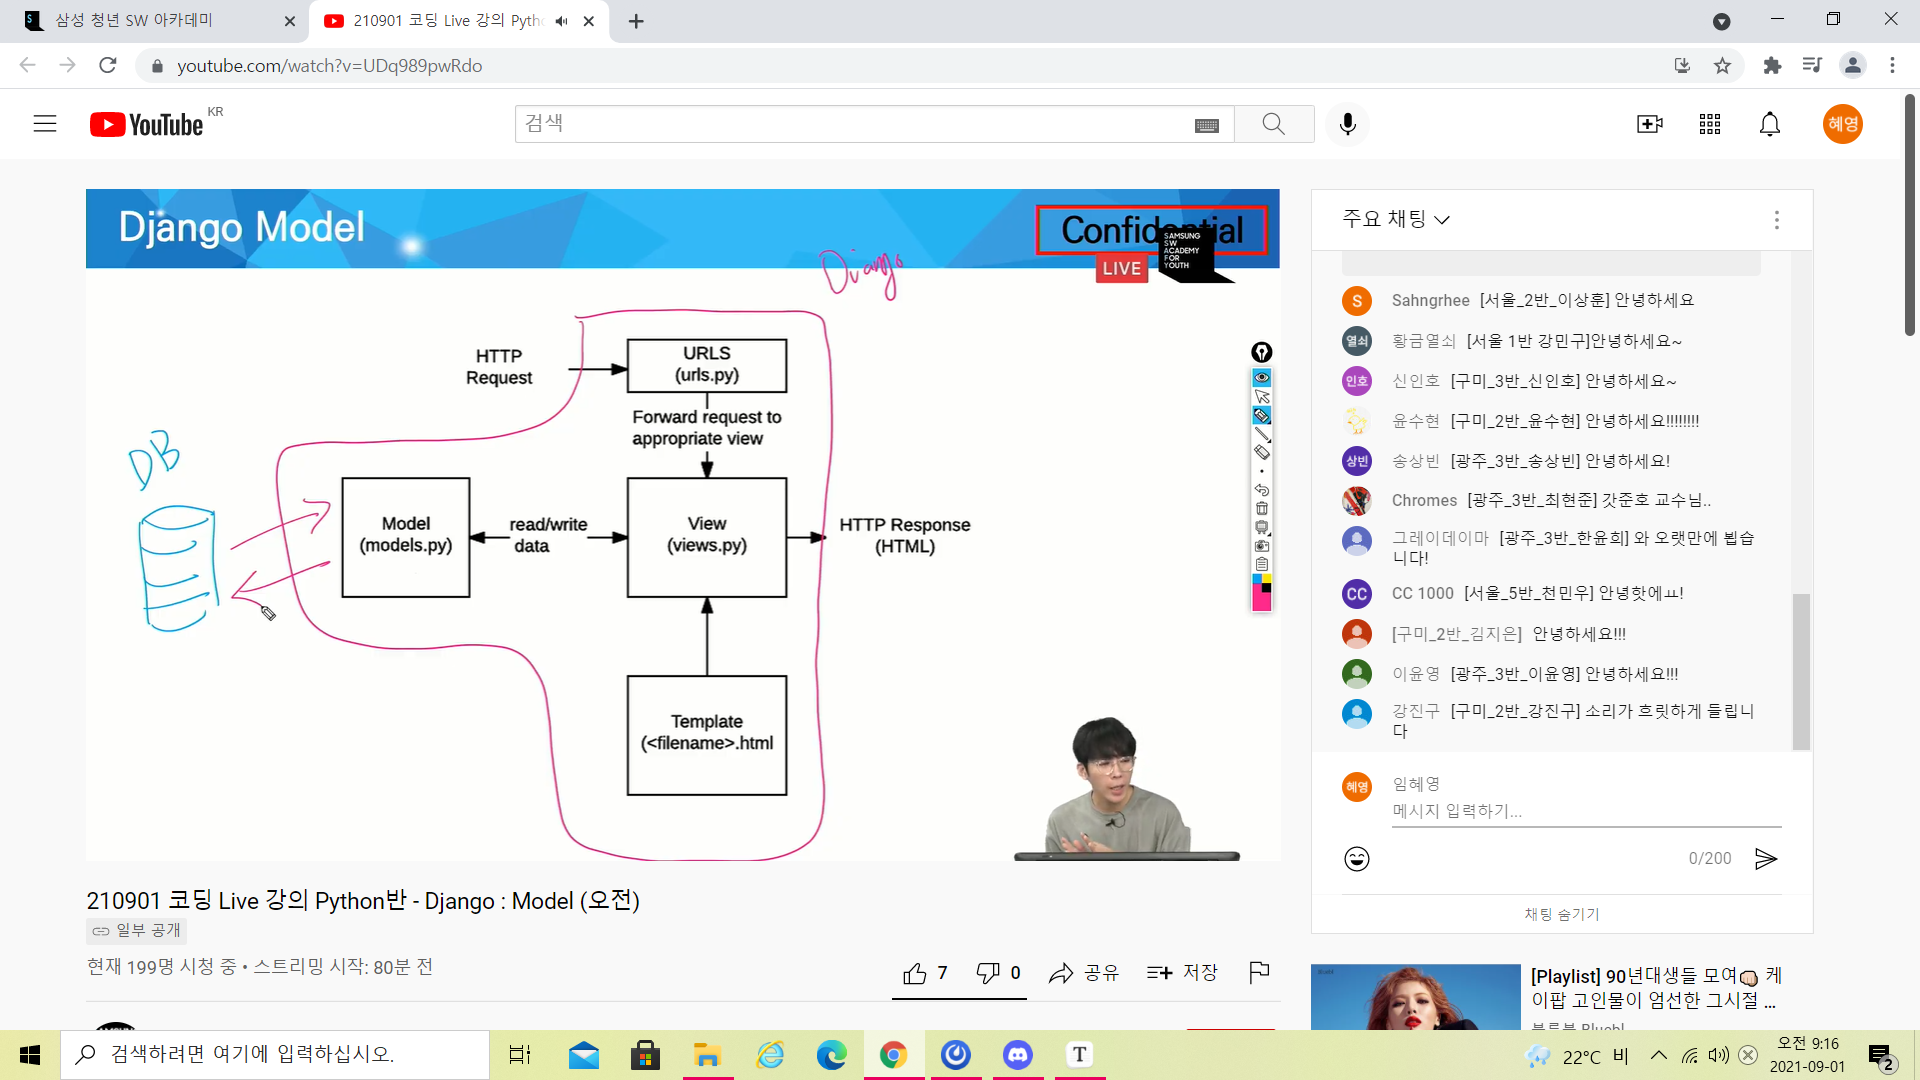 삼성 청년 SW 아카데미
210901 코딩 Live 강의 Pyth
youtube.com/watch?v=UDq989pwRdo
YouTube KR
검색
혜영
Django Model
Confidential
SAMSUNG
SW
ACADEMY
FOR
YOUTH
LIVE
Django
HTTP
Request
URLS
(urls.py)
Forward request to
appropriate view
DB
Model
(models.py)
read/write
data
View
(views.py)
HTTP Response
(HTML)
Template
(<filename>.html
주요 채팅
S Sahngrhee [서울_2반_이상훈] 안녕하세요
열쇠 황금열쇠 [서울 1반 강민구]안녕하세요~
인호 신인호 [구미_3반_신인호] 안녕하세요~
윤수현 [구미_2반_윤수현] 안녕하세요!!!!!!!!
상빈 송상빈 [광주_3반_송상빈] 안녕하세요!
Chromes [광주_3반_최현준] 갓준호 교수님..
그레이데이마 [광주_3반_한윤희] 와 오랫만에 뵙습
니다!
CC CC 1000 [서울_5반_천민우] 안녕핫에ㅛ!
[구미_2반_김지은] 안녕하세요!!!
이윤영 [광주_3반_이윤영] 안녕하세요!!!
강진구 [구미_2반_강진구] 소리가 흐릿하게 들립니
다
혜영 임혜영
메시지 입력하기...
0/200
채팅 숨기기
210901 코딩 Live 강의 Python반 - Django : Model (오전)
일부 공개
현재 199명 시청 중 • 스트리밍 시작: 80분 전
7 0 공유 저장
[Playlist] 90년대생들 모여👊🏻 케
이팝 고인물이 엄선한 그시절 ...
검색하려면 여기에 입력하십시오.
T
22°C 비
오전 9:16
2021-09-01
2